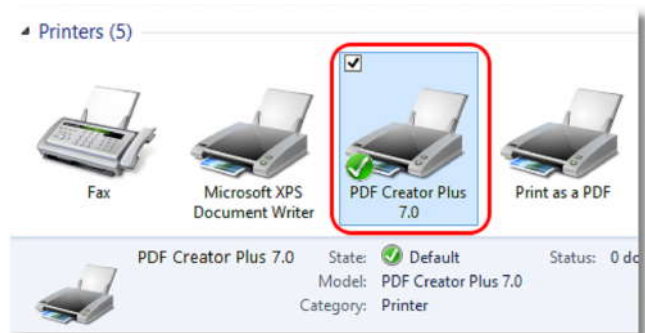 Printers (5)
Fax
Microsoft XPS
Document Writer
PDF Creator Plus
7.0
Print as a PDF
PDF Creator Plus 7.0 State: Default Status: 0
Model: PDF Creator Plus 7.0
Category: Printer